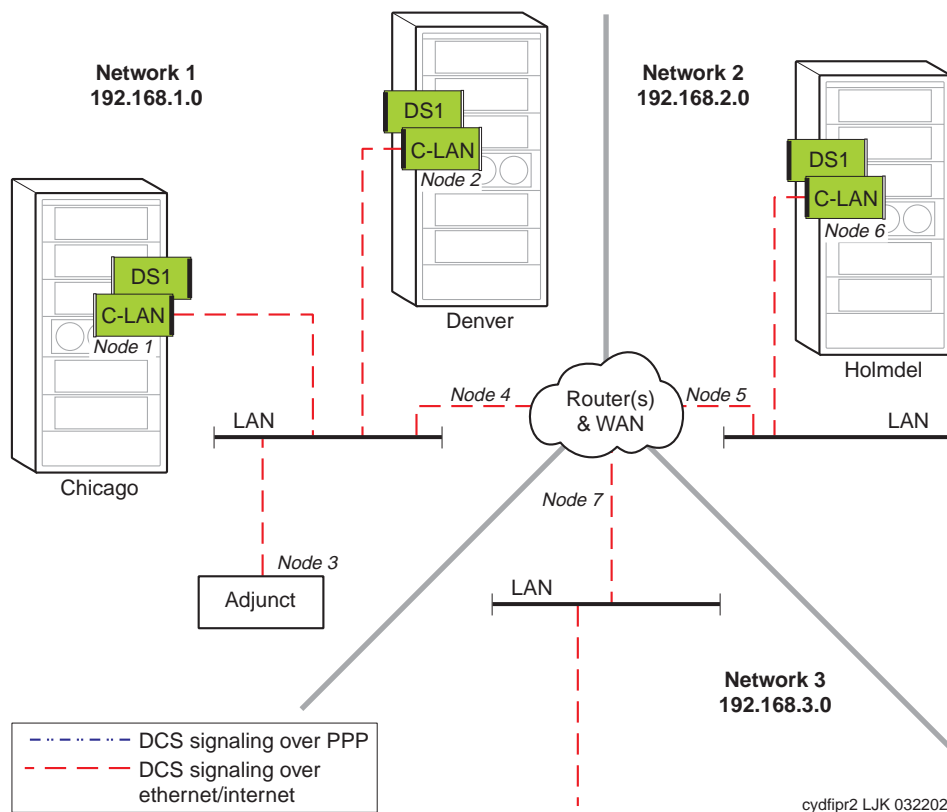 Network 1
192.168.1.0
Network 2
192.168.2.0
DS1
C-LAN
Node 2
DS1
C-LAN
Node 6
DS1
C-LAN
Node 1
Denver
Holmdel
Node 4
Router(s)
& WAN
Node 5
LAN
LAN
Chicago
Node 7
Node 3
Adjunct
LAN
Network 3
192.168.3.0
DCS signaling over PPP
DCS signaling over
ethernet/internet
cydfipr2 LJK 032202